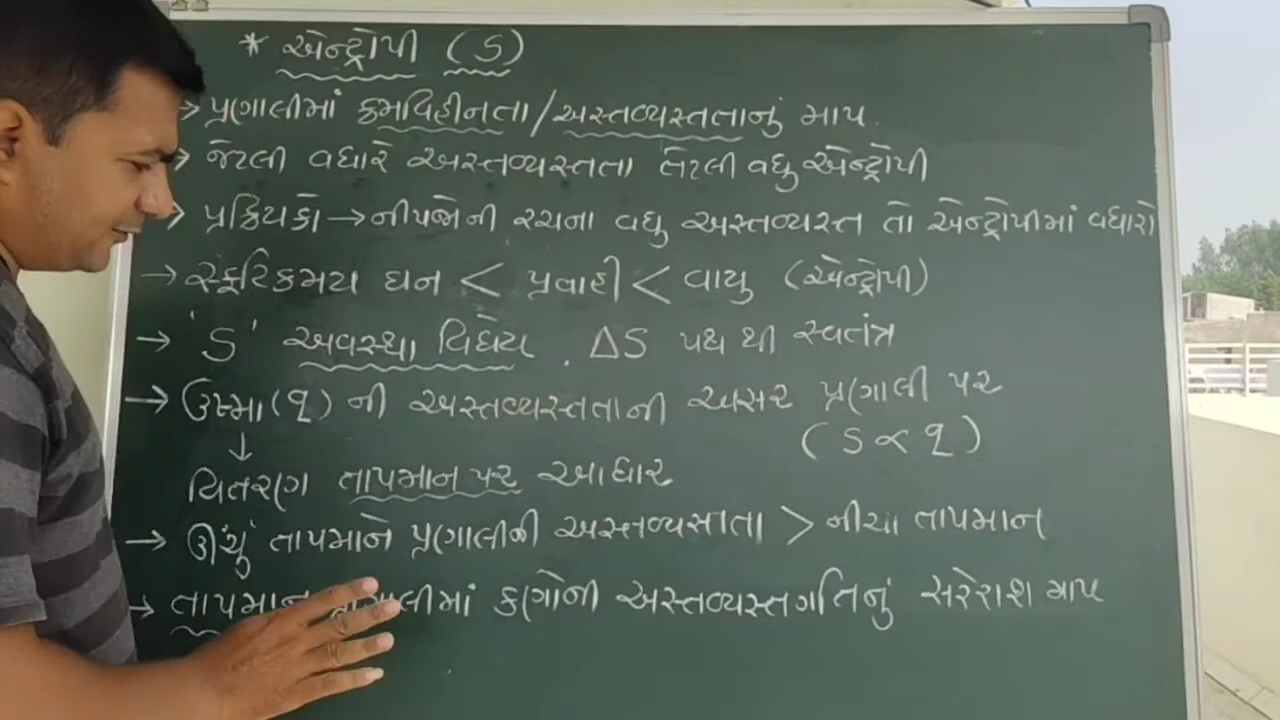 * એન્ટ્રોપી (S)
→ પ્રણાલીમાં ક્રમવિહીનતા/અસ્તવ્યસ્તતાનું માપ.
→ જેટલી વધારે અસ્તવ્યસ્તતા તેટલી વધુ એન્ટ્રોપી
→ પ્રક્રિયકો → નીપજોની રચના વધુ અસ્તવ્યસ્ત તો એન્ટ્રોપીમાં વધારો
→ સ્ફટિકમય ઘન < પ્રવાહી < વાયુ (એન્ટ્રોપી)
→ 'S' અવસ્થા વિધેય. ΔS પથ થી સ્વતંત્ર
→ ઉષ્મા(q) ની અસ્તવ્યસ્તતાની અસર પ્રણાલી પર
↓ (S ∝ q)
વિતરણ તાપમાન પર આધાર
→ ઊંચું તાપમાને પ્રણાલીની અસ્તવ્યસ્તતા > નીચા તાપમાન
→ તાપમાન કણોની અસ્તવ્યસ્તગતિનું સરેરાશ માપ